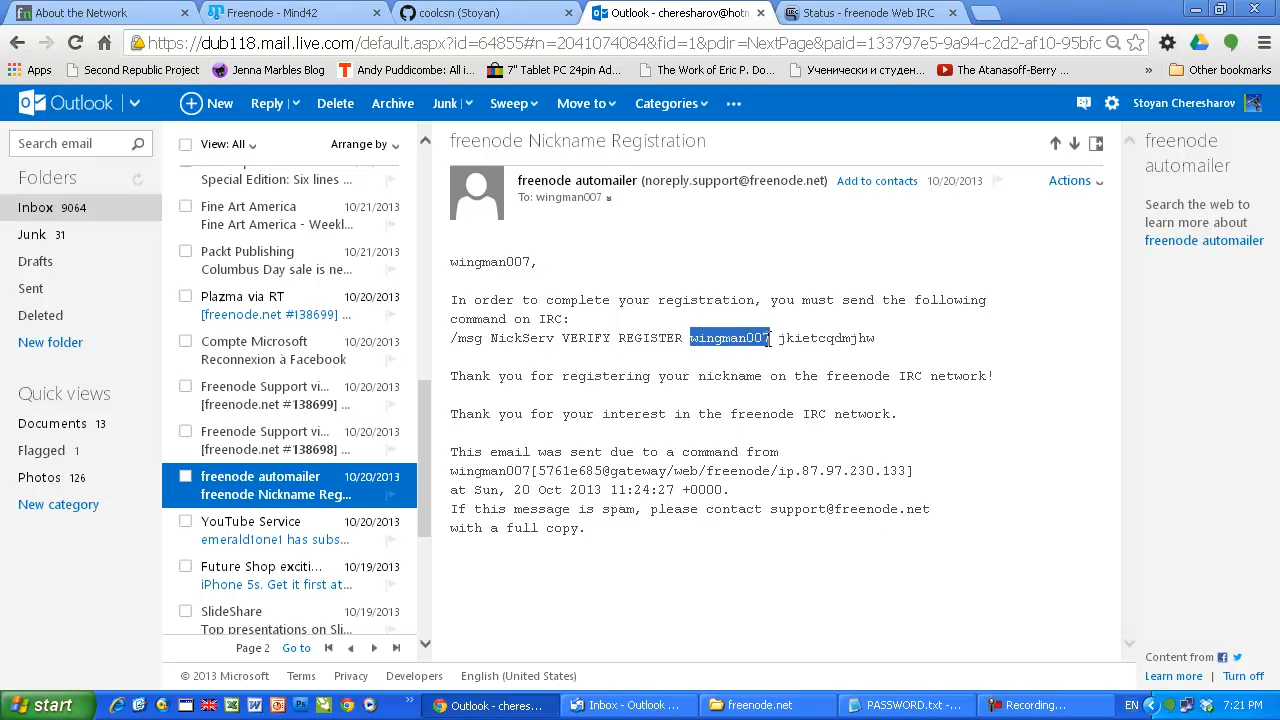 About the Network
Freenode - Mind42
coolcsn (Stoyan)
Outlook - cheresharov@hotn
Status - freenode Web IRC
https://dub118.mail.live.com/default.aspx?id=64855#n=2041074084&fid=1&pdir=NextPage&paid=133797e5-9a94-c2d2-af10-95bfc
Apps
Second Republic Project
Jenna Marbles Blog
Andy Puddicombe: All i...
7" Tablet PC 24pin Ad...
The Work of Eric P. Do...
Ученически и студен...
The Atanasoff-Berry ...
»
Other bookmarks
Outlook
New
Reply
Delete
Archive
Junk
Sweep
Move to
Categories
Stoyan Cheresharov
Search email
Folders
Inbox 9064
Junk 31
Drafts
Sent
Deleted
New folder
Quick views
Documents 13
Flagged 1
Photos 126
New category
View: All
Arrange by
Special Edition: Six lines ...
Fine Art America 10/21/2013
Fine Art America - Weekl...
Packt Publishing 10/21/2013
Columbus Day sale is ne...
Plazma via RT 10/20/2013
[freenode.net #138699] ...
Compte Microsoft 10/20/2013
Reconnexion à Facebook
Freenode Support vi... 10/20/2013
[freenode.net #138699] ...
Freenode Support vi... 10/20/2013
[freenode.net #138698] ...
freenode automailer 10/20/2013
freenode Nickname Reg...
YouTube Service 10/20/2013
emerald1one1 has subs...
Future Shop exciti... 10/19/2013
iPhone 5s. Get it first at...
SlideShare 10/19/2013
Top presentations on Sli...
Page 2 Go to
freenode Nickname Registration
freenode automailer (noreply.support@freenode.net) Add to contacts 10/20/2013
Actions
To: wingman007
wingman007,
In order to complete your registration, you must send the following
command on IRC:
/msg NickServ VERIFY REGISTER wingman007 jkietcqdmjhw
Thank you for registering your nickname on the freenode IRC network!
Thank you for your interest in the freenode IRC network.
This email was sent due to a command from
wingman007[5761e685@gateway/web/freenode/ip.87.97.230.133]
at Sun, 20 Oct 2013 11:24:27 +0000.
If this message is spam, please contact support@freenode.net
with a full copy.
freenode
automailer
Search the web to
learn more about
freenode automailer
Content from
Learn more
Turn off
© 2013 Microsoft
Terms
Privacy
Developers
English (United States)
start
Outlook - cheres...
Inbox - Outlook ...
freenode.net
PASSWORD.txt -...
Recording...
EN
7:21 PM